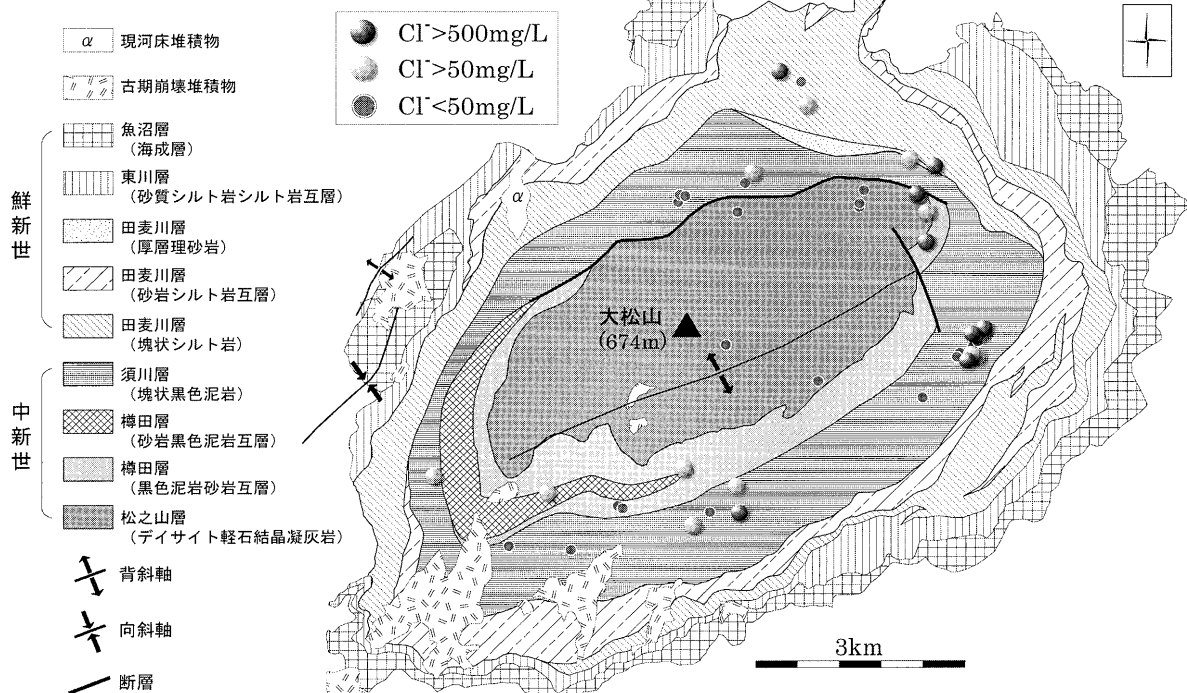 α 現河床堆積物
古期崩壊堆積物
鮮新世
魚沼層
(海成層)
東川層
(砂質シルト岩シルト岩互層)
田麦川層
(厚層理砂岩)
田麦川層
(砂岩シルト岩互層)
田麦川層
(塊状シルト岩)
中新世
須川層
(塊状黒色泥岩)
樽田層
(砂岩黒色泥岩互層)
樽田層
(黒色泥岩砂岩互層)
松之山層
(デイサイト軽石結晶凝灰岩)
背斜軸
向斜軸
断層
Cl⁻>500mg/L
Cl⁻>50mg/L
Cl⁻<50mg/L
α
大松山
(674m)
3km